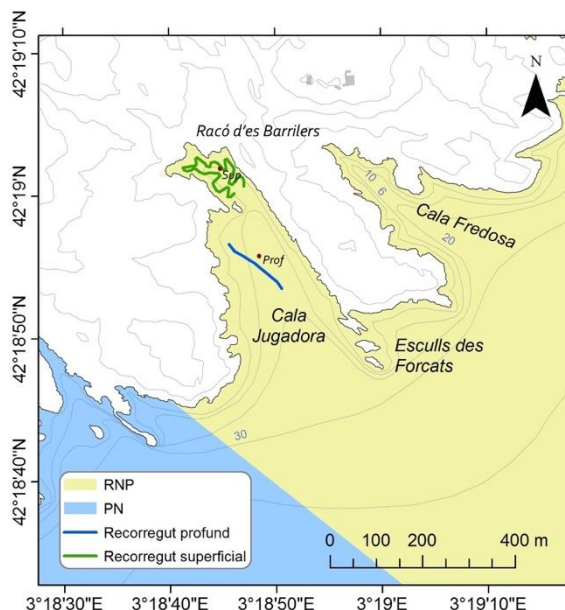 42°19'10"N
N
Racó d'es Barrilers
Sup
42°19'N
10
6
Cala Fredosa
20
Prof
Cala
Jugadora
42°18'50"N
Esculls des
Forcats
30
42°18'40"N
RNP
PN
Recorregut profund
Recorregut superficial
0 100 200 400 m
3°18'30"E 3°18'40"E 3°18'50"E 3°19'E 3°19'10"E